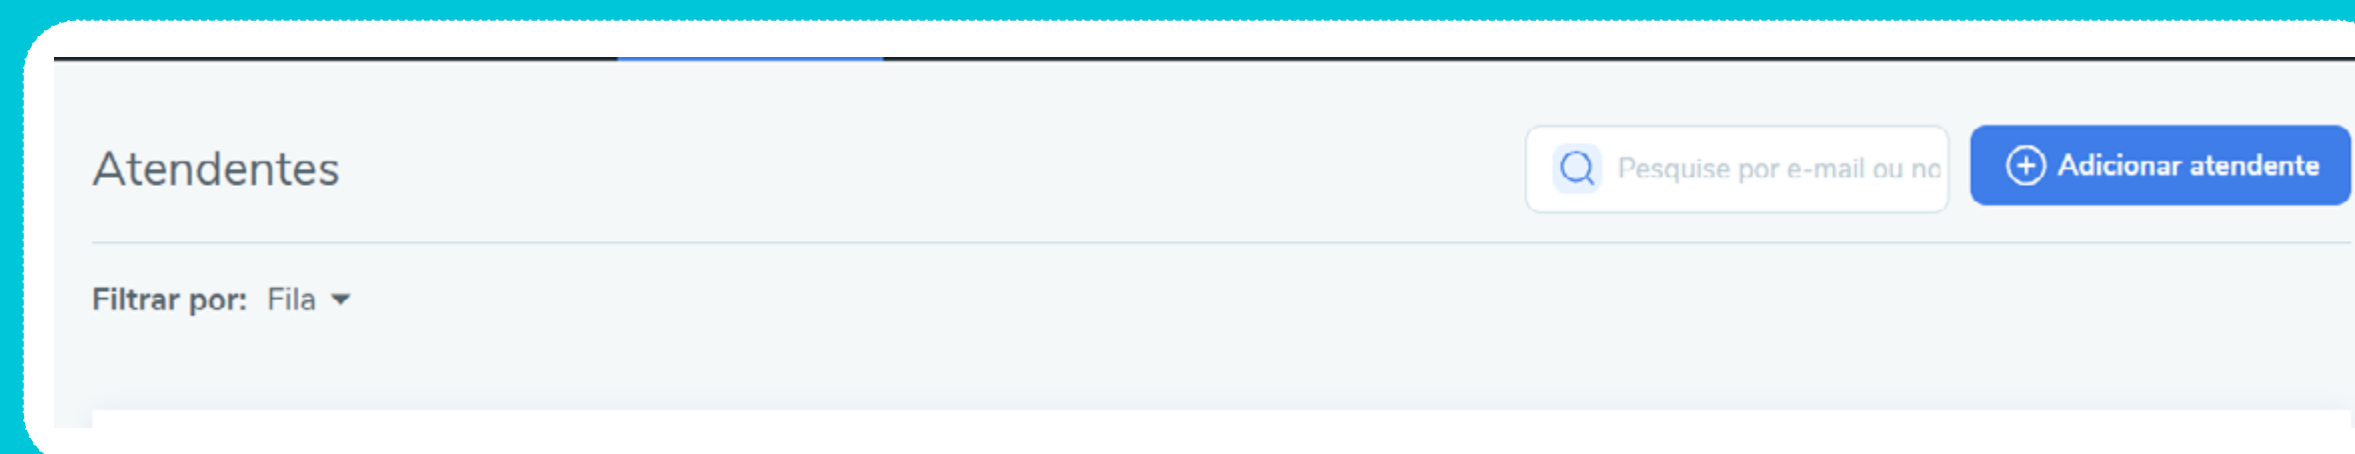 Atendentes
Pesquise por e-mail ou no
Adicionar atendente
Filtrar por: Fila